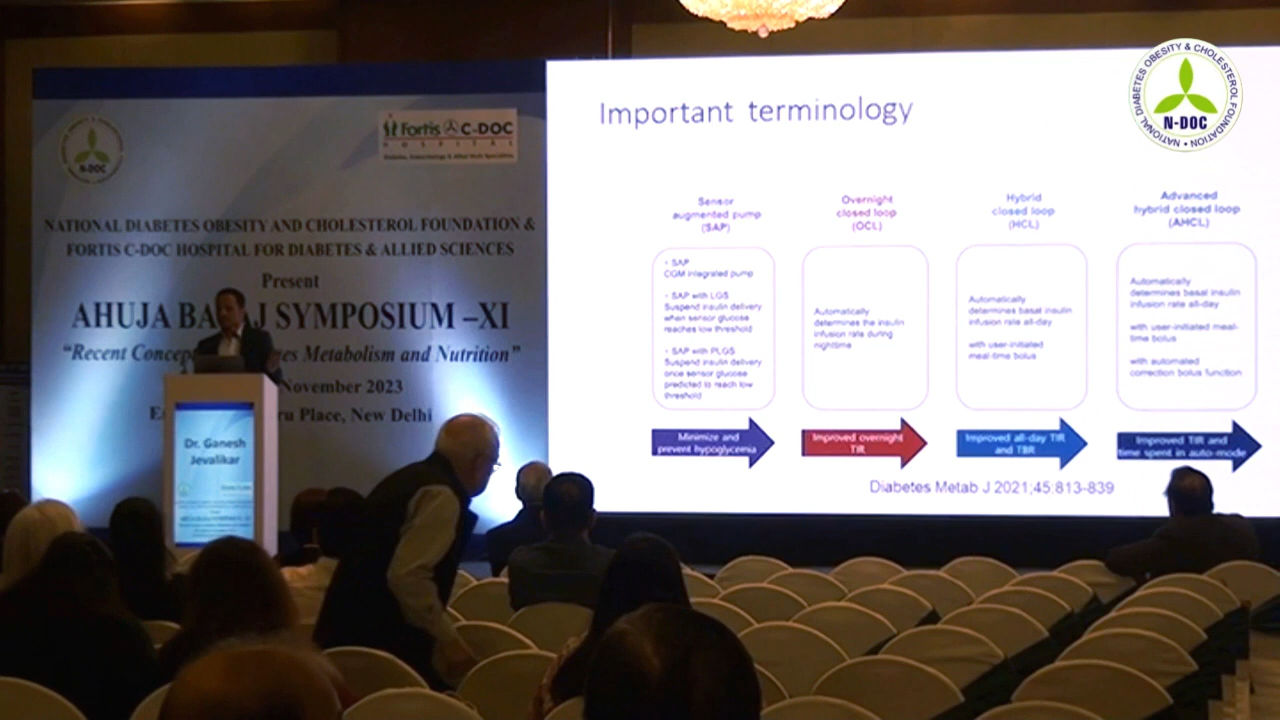 N-DOC
Fortis C-DOC
HOSPITAL
NATIONAL DIABETES OBESITY AND CHOLESTEROL FOUNDATION &
FORTIS C-DOC HOSPITAL FOR DIABETES & ALLIED SCIENCES
Present
AHUJA BA J SYMPOSIUM –XI
“Recent Concep es Metabolism and Nutrition”
November 2023
Place, New Delhi
Dr. Ganesh
Jevalikar
Important terminology
NATIONAL DIABETES OBESITY & CHOLESTEROL FOUNDATION
N-DOC
Sensor
augmented pump
(SAP)
• SAP
CGM integrated pump
• SAP with LGS
Suspend insulin delivery
when sensor glucose
reaches low threshold
• SAP with PLGS
Suspend insulin delivery
once sensor glucose
predicted to reach low
threshold
Minimize and
prevent hypoglycemia
Overnight
closed loop
(OCL)
Automatically
determines the insulin
infusion rate during
nighttime
Improved overnight
TIR
Hybrid
closed loop
(HCL)
Automatically
determines basal insulin
infusion rate all-day
with user-initiated
meal-time bolus
Improved all-day TIR
and TBR
Advanced
hybrid closed loop
(AHCL)
Automatically
determines basal insulin
infusion rate all-day
with user-initiated meal-
time bolus
with automated
correction bolus function
Improved TIR and
time spent in auto-mode
Diabetes Metab J 2021;45:813-839